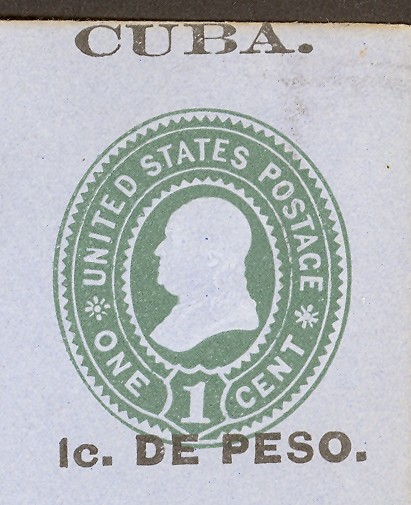 CUBA.
UNITED STATES POSTAGE
ONE 1 CENT
1c. DE PESO.